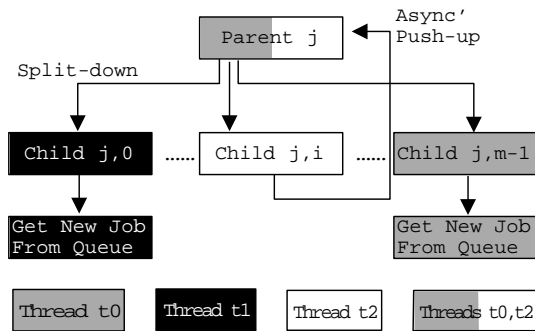 Async’
Parent j
Push-up
Split-down
Child j,0
......
Child j,i
......
Child j,m-1
Get New Job
From Queue
Get New Job
From Queue
Thread t0
Thread t1
Thread t2
Threads t0,t2